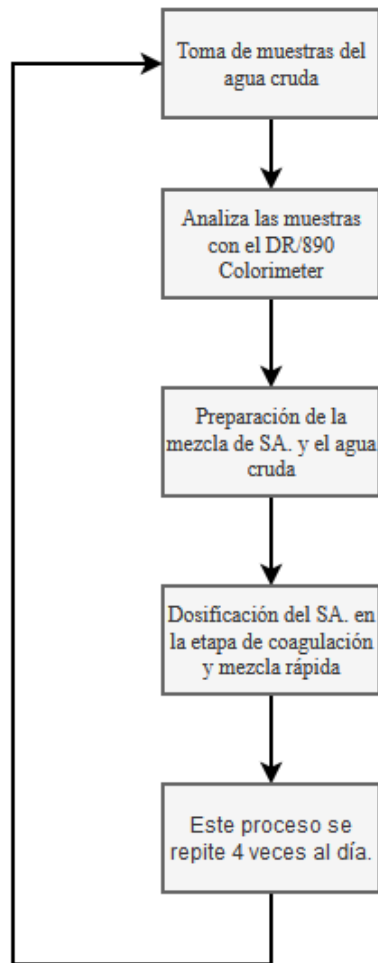 Toma de muestras del
agua cruda
Analiza las muestras
con el DR/890
Colorimeter
Preparación de la
mezcla de SA. y el agua
cruda
Dosificación del SA. en
la etapa de coagulación
y mezcla rápida
Este proceso se
repite 4 veces al día.